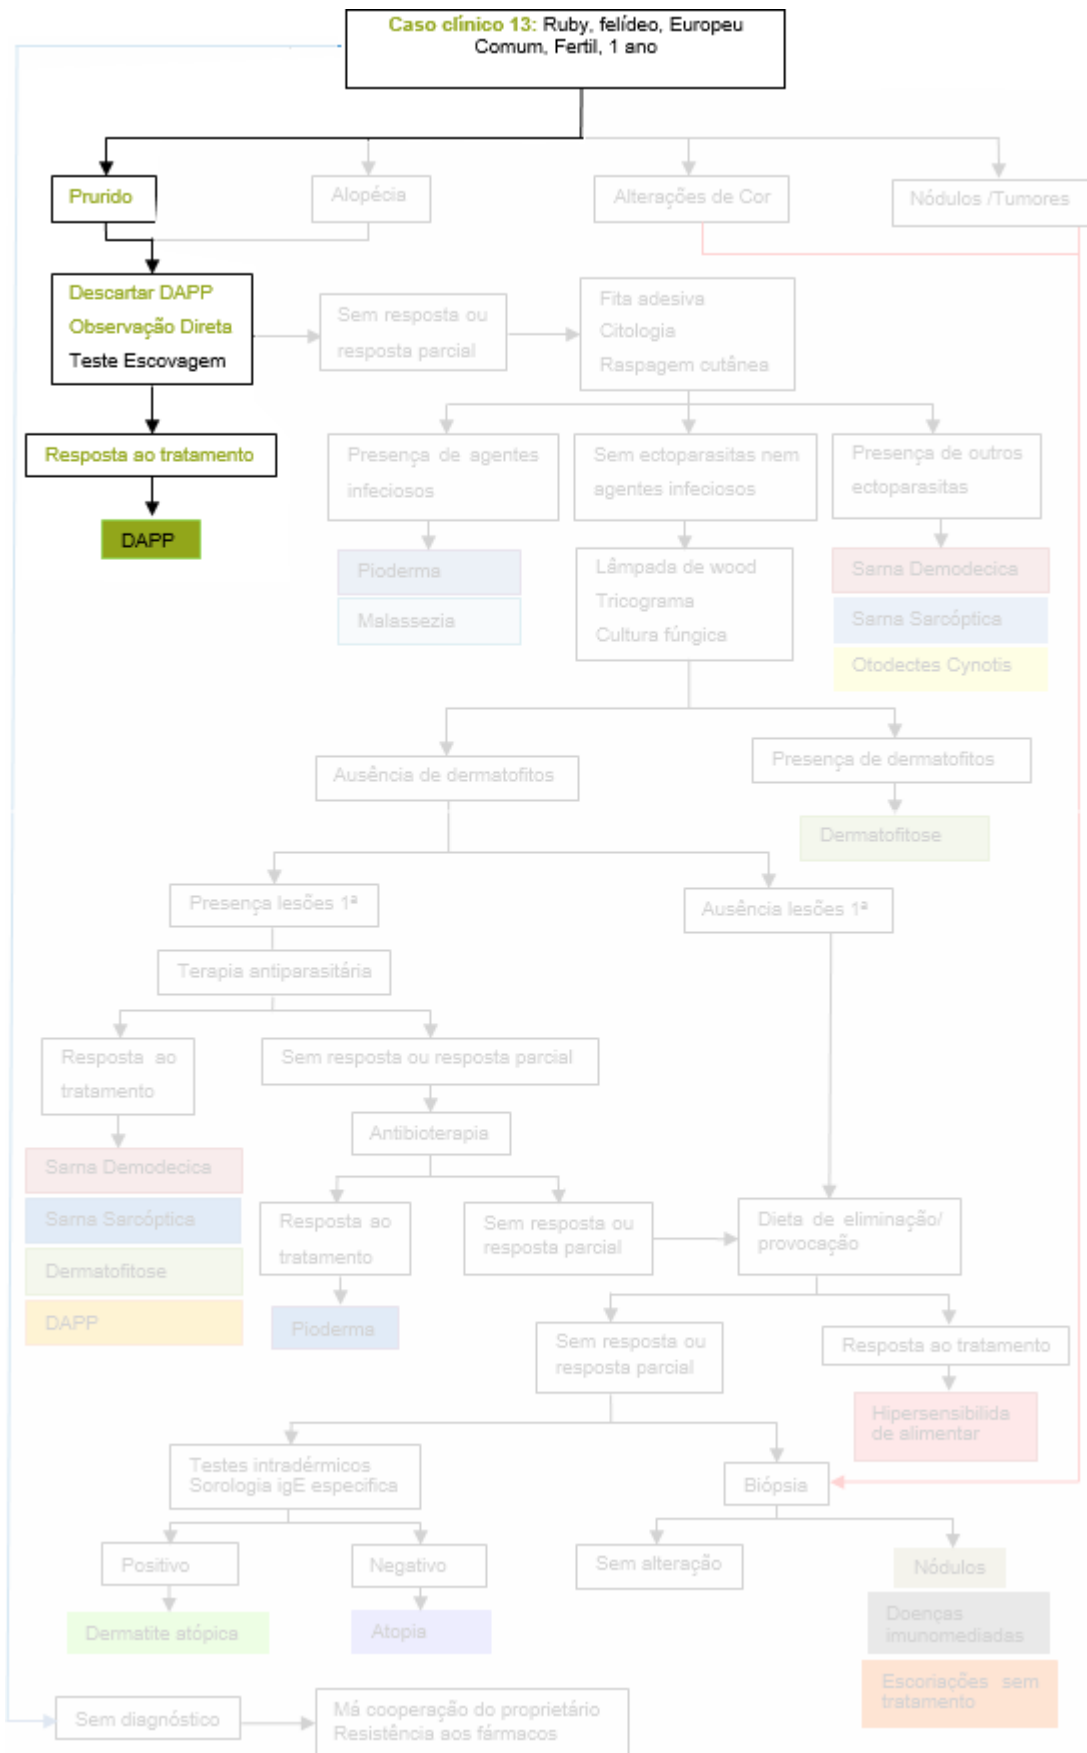 Caso clínico 13: Ruby, felídeo, Europeu
Comum, Fertil, 1 ano
Prurido
Alopécia
Alterações de Cor
Nódulos /Tumores
Descartar DAPP
Observação Direta
Teste Escovagem
Sem resposta ou
resposta parcial
Fita adesiva
Citologia
Raspagem cutânea
Resposta ao tratamento
Presença de agentes
infeciosos
Sem ectoparasitas nem
agentes infeciosos
Presença de outros
ectoparasitas
DAPP
Pioderma
Malassezia
Lâmpada de wood
Tricograma
Cultura fúngica
Sarna Demodecica
Sarna Sarcóptica
Otodectes Cynotis
Ausência de dermatofitos
Presença de dermatofitos
Dermatofitose
Presença lesões 1ª
Ausência lesões 1ª
Terapia antiparasitária
Resposta ao
tratamento
Sem resposta ou resposta parcial
Antibioterapia
Sarna Demodecica
Sarna Sarcóptica
Dermatofitose
DAPP
Resposta ao
tratamento
Sem resposta ou
resposta parcial
Dieta de eliminação/
provocação
Pioderma
Sem resposta ou
resposta parcial
Resposta ao tratamento
Hipersensibilida
de alimentar
Testes intradérmicos
Sorologia igE especifica
Biópsia
Positivo
Negativo
Sem alteração
Nódulos
Dermatite atópica
Atopia
Doenças
imunomediadas
Escoriações sem
tratamento
Sem diagnóstico
Má cooperação do proprietário
Resistência aos fármacos